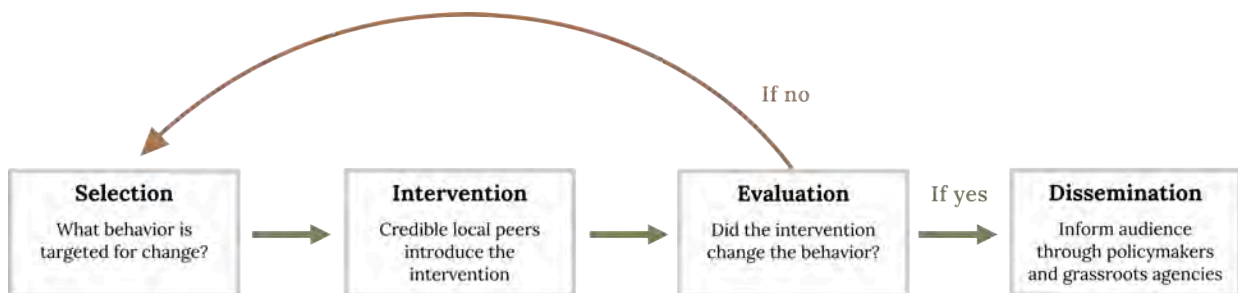 If no
Selection
What behavior is
targeted for change?
Intervention
Credible local peers
introduce the
intervention
Evaluation
Did the intervention
change the behavior?
If yes
Dissemination
Inform audience
through policymakers
and grassroots agencies